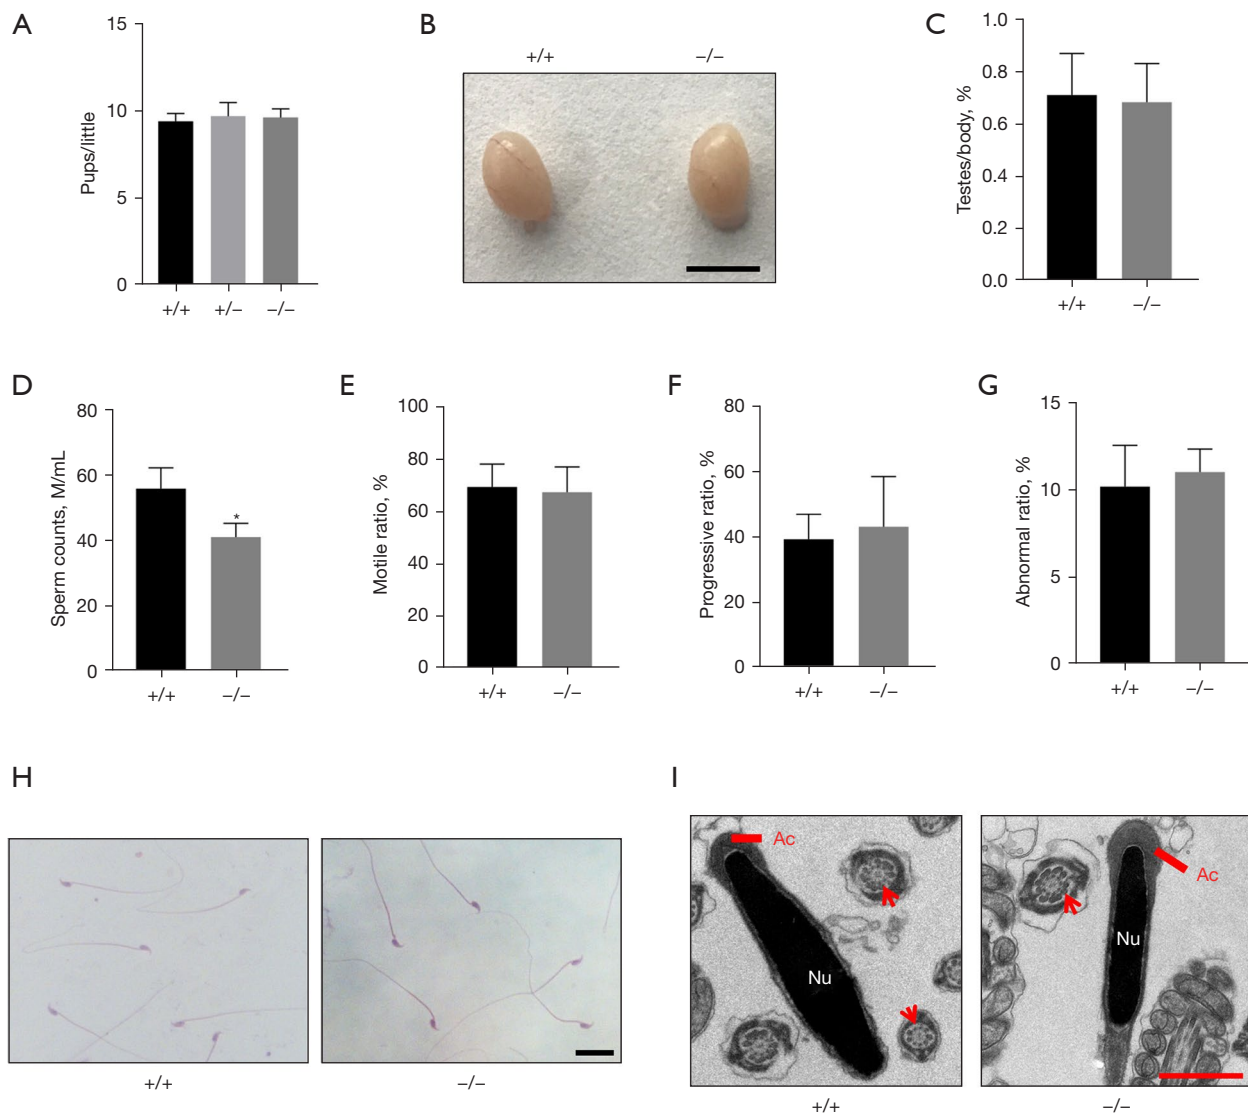 A
15
10
5
0
Pups/little
+/+ +/– –/–
B
+/+ –/–
C
1.0
0.8
0.6
0.4
0.2
0.0
Testes/body, %
+/+ –/–
D
80
60
40
20
0
Sperm counts, M/mL
*
+/+ –/–
E
100
80
60
40
20
0
Motile ratio, %
+/+ –/–
F
80
60
40
20
0
Progressive ratio, %
+/+ –/–
G
15
10
5
0
Abnormal ratio, %
+/+ –/–
H
+/+ –/–
I
Ac
Nu
Ac
Nu
+/+ –/–